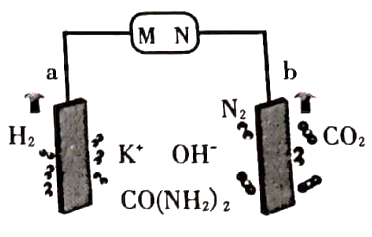 M N
a b
N₂
H₂ K⁺ OH⁻ CO₂
CO(NH₂)₂